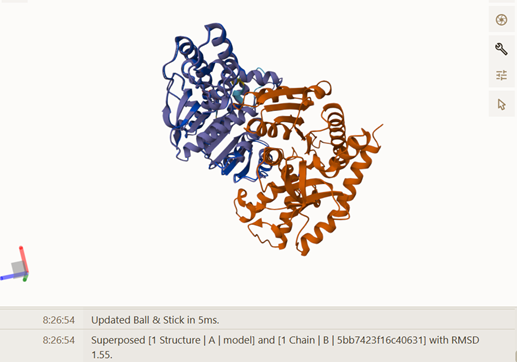 8:26:54 Updated Ball & Stick in 5ms.
8:26:54 Superposed [1 Structure | A | model] and [1 Chain | B | 5bb7423f16c40631] with RMSD
1.55.